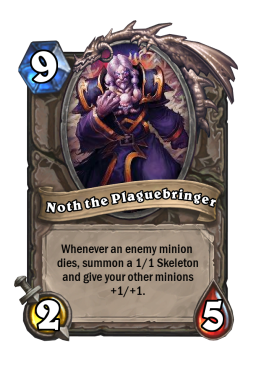 9
Noth the Plaguebringer
Whenever an enemy minion
dies, summon a 1/1 Skeleton
and give your other minions
+1/+1.
2
5